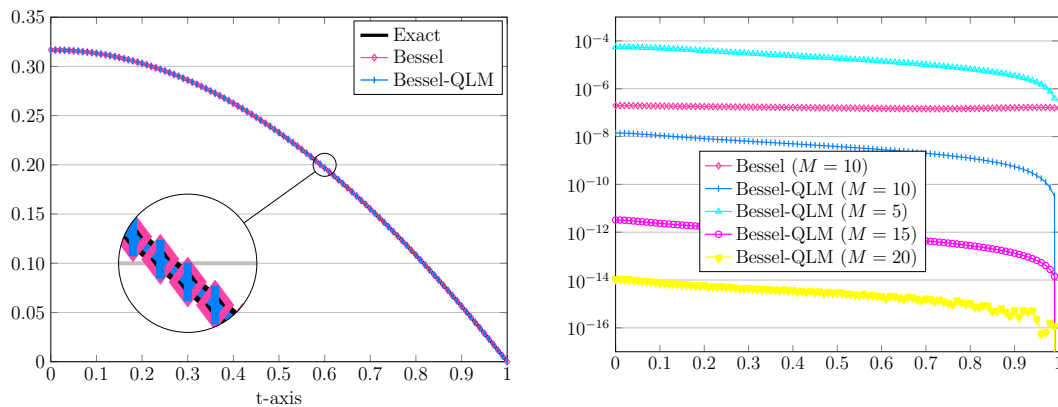 0.35
0.30
0.25
0.20
0.15
0.10
0.05
0
0 0.1 0.2 0.3 0.4 0.5 0.6 0.7 0.8 0.9 1
t-axis
Exact
Bessel
Bessel-QLM
10^{-4}
10^{-6}
10^{-8}
10^{-10}
10^{-12}
10^{-14}
10^{-16}
0 0.1 0.2 0.3 0.4 0.5 0.6 0.7 0.8 0.9 1
Bessel (M = 10)
Bessel-QLM (M = 10)
Bessel-QLM (M = 5)
Bessel-QLM (M = 15)
Bessel-QLM (M = 20)